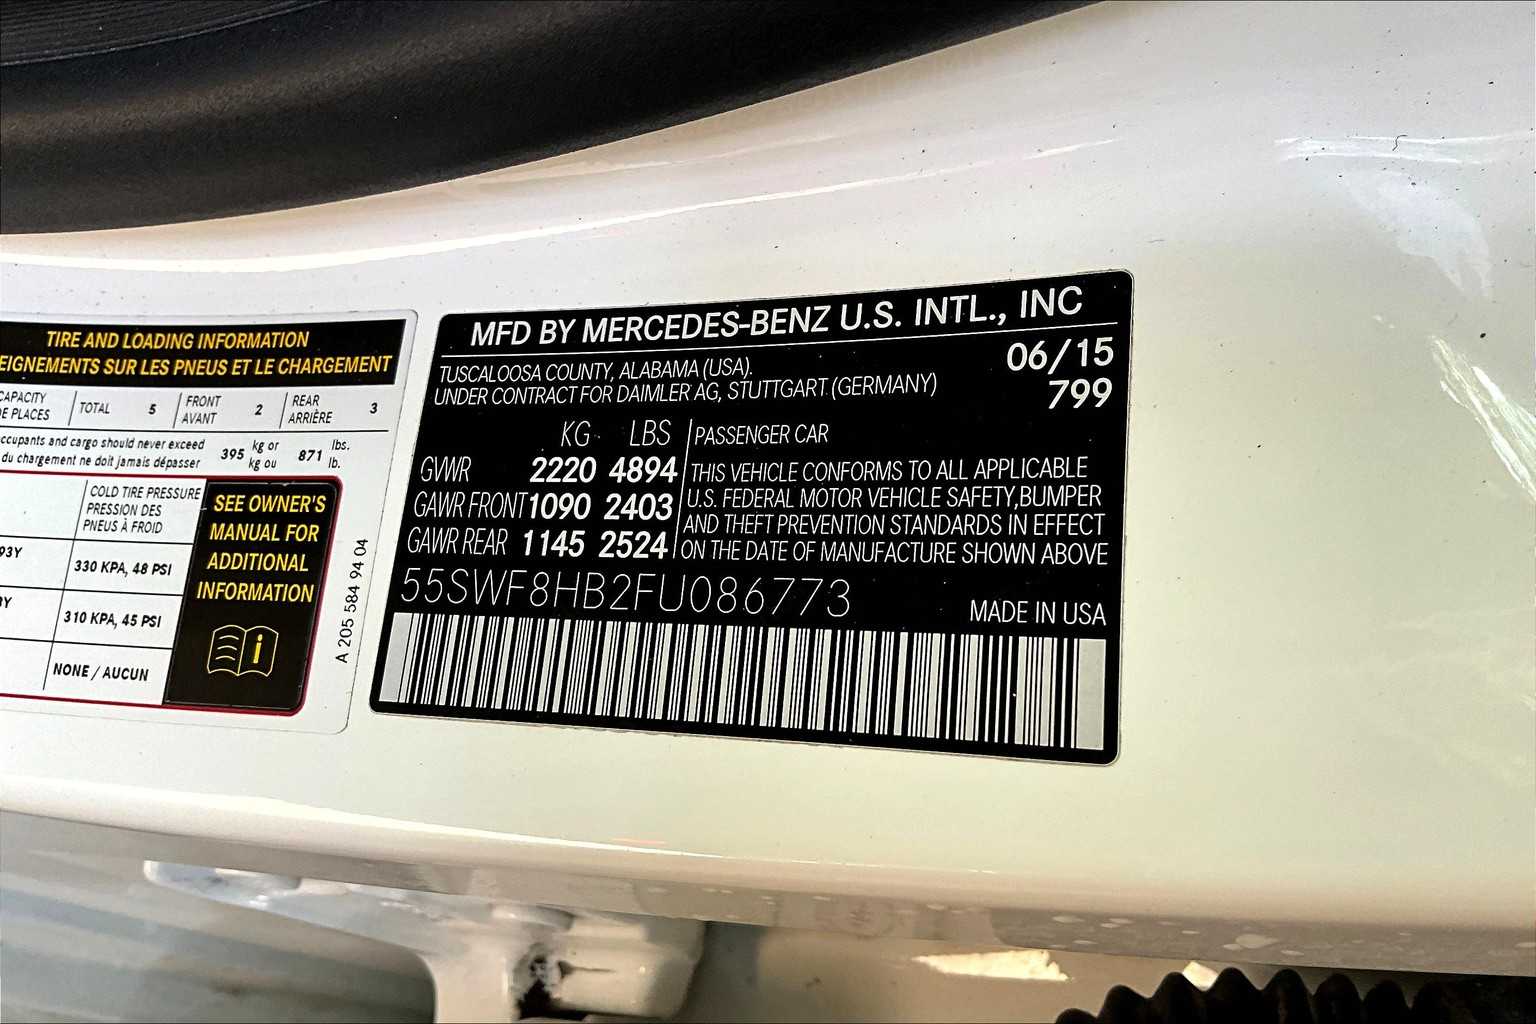 TIRE AND LOADING INFORMATION
EIGNEMENTS SUR LES PNEUS ET LE CHARGEMENT
CAPACITY
DE PLACES
TOTAL 5
FRONT
AVANT
2
REAR
ARRIÈRE
3
ccupants and cargo should never exceed
du chargement ne doit jamais dépasser
395
kg or
kg ou
871
lbs.
lb.
COLD TIRE PRESSURE
PRESSION DES
PNEUS À FROID
93Y
330 KPA, 48 PSI
310 KPA, 45 PSI
NONE / AUCUN
SEE OWNER'S
MANUAL FOR
ADDITIONAL
INFORMATION
i
A 205 584 94 04
MFD BY MERCEDES-BENZ U.S. INTL., INC
TUSCALOOSA COUNTY, ALABAMA (USA).
UNDER CONTRACT FOR DAIMLER AG, STUTTGART (GERMANY)
06/15
799
KG LBS
GVWR 2220 4894
GAWR FRONT 1090 2403
GAWR REAR 1145 2524
PASSENGER CAR
THIS VEHICLE CONFORMS TO ALL APPLICABLE
U.S. FEDERAL MOTOR VEHICLE SAFETY,BUMPER
AND THEFT PREVENTION STANDARDS IN EFFECT
ON THE DATE OF MANUFACTURE SHOWN ABOVE
55SWF8HB2FU086773
MADE IN USA